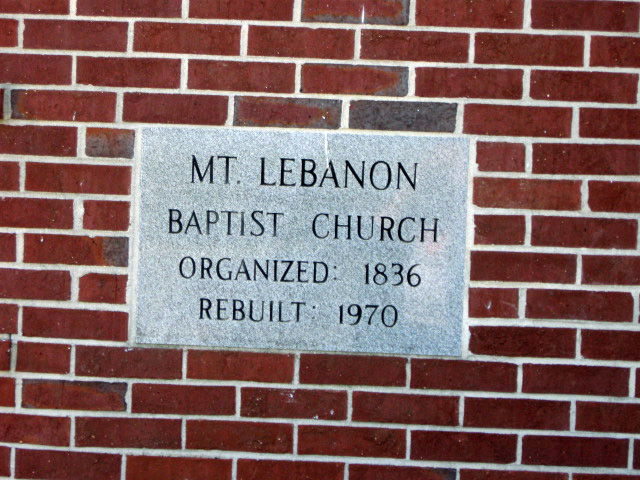 MT. LEBANON
BAPTIST CHURCH
ORGANIZED: 1836
REBUILT: 1970